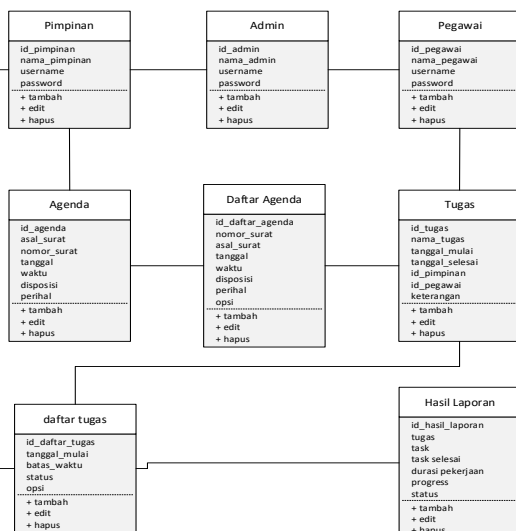 Pimpinan
id_pimpinan
nama_pimpinan
username
password
+ tambah
+ edit
+ hapus
Admin
id_admin
nama_admin
username
password
+ tambah
+ edit
+ hapus
Pegawai
id_pegawai
nama_pegawai
username
password
+ tambah
+ edit
+ hapus
Agenda
id_agenda
asal_surat
nomor_surat
tanggal
waktu
disposisi
perihal
+ tambah
+ edit
+ hapus
Daftar Agenda
id_daftar_agenda
nomor_surat
asal_surat
tanggal
waktu
disposisi
perihal
opsi
+ tambah
+ edit
+ hapus
Tugas
id_tugas
nama_tugas
tanggal_mulai
tanggal_selesai
id_pimpinan
id_pegawai
keterangan
+ tambah
+ edit
+ hapus
daftar tugas
id_daftar_tugas
tanggal_mulai
batas_waktu
status
opsi
+ tambah
+ edit
+ hapus
Hasil Laporan
id_hasil_laporan
tugas
task
task selesai
durasi pekerjaan
progress
status
+ tambah
+ edit
+ hapus